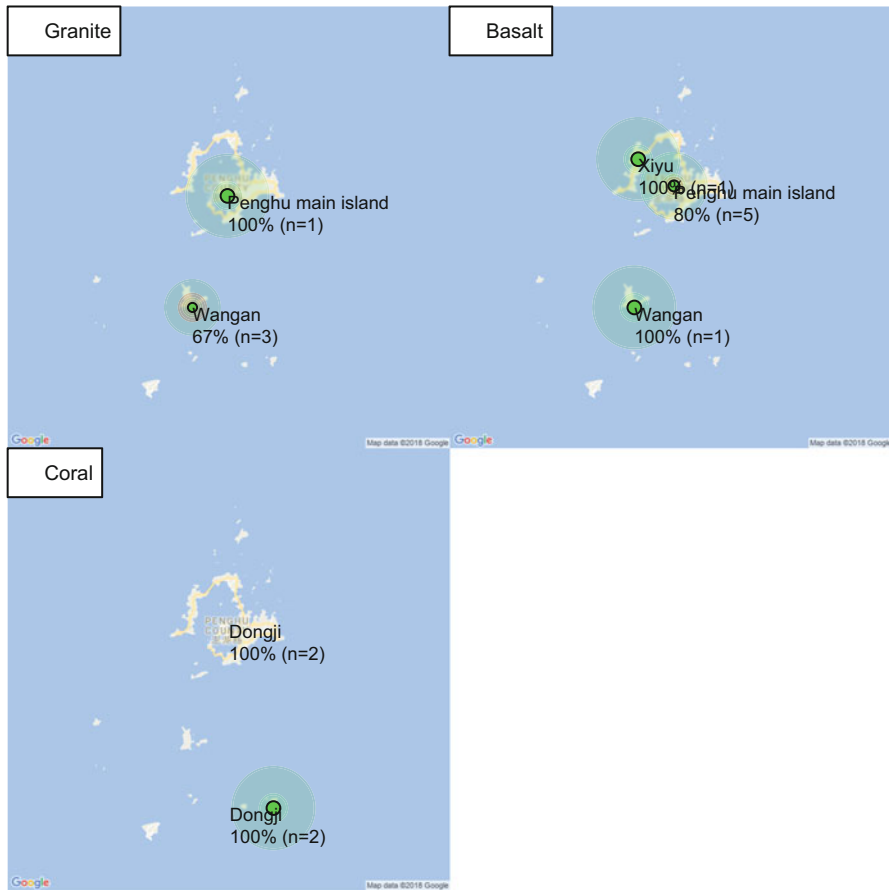 Granite
PENGHU
Penghu main island
100% (n=1)
Wangan
67% (n=3)
Google
Map data ©2018 Google
Basalt
Xiyu
100% (n=1)
Penghu main island
80% (n=5)
Wangan
100% (n=1)
Google
Map data ©2018 Google
Coral
PENGHU
Dongji
100% (n=2)
Dongji
100% (n=2)
Map data ©2018 Google